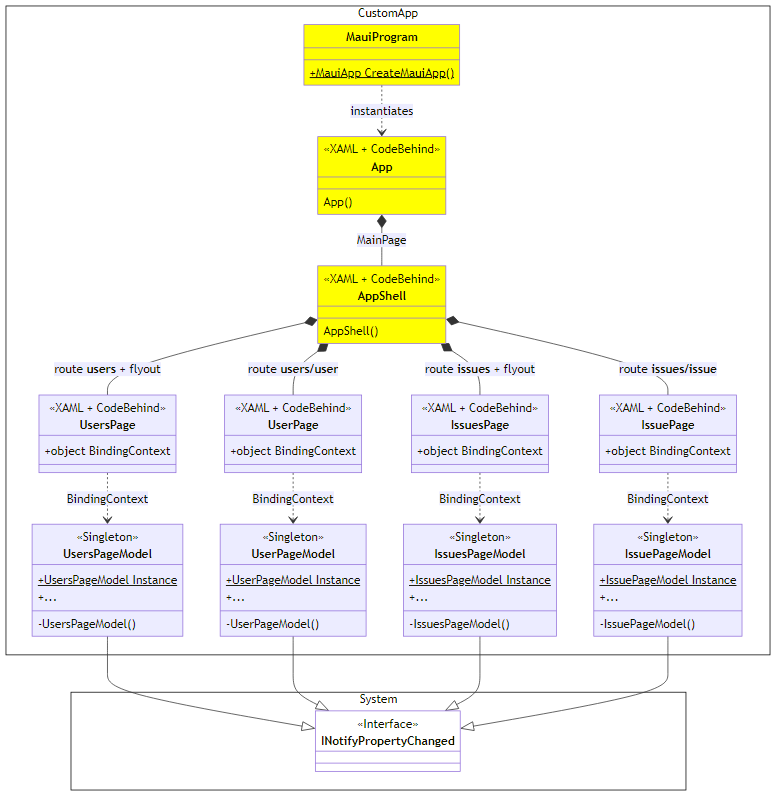 CustomApp
MauiProgram
+MauiApp CreateMauiApp()
instantiates
«XAML + CodeBehind»
App
App()
MainPage
«XAML + CodeBehind»
AppShell
AppShell()
route users + flyout
route users/user
route issues + flyout
route issues/issue
«XAML + CodeBehind»
UsersPage
+object BindingContext
«XAML + CodeBehind»
UserPage
+object BindingContext
«XAML + CodeBehind»
IssuesPage
+object BindingContext
«XAML + CodeBehind»
IssuePage
+object BindingContext
BindingContext
BindingContext
BindingContext
BindingContext
«Singleton»
UsersPageModel
+UsersPageModel Instance
+...
-UsersPageModel()
«Singleton»
UserPageModel
+UserPageModel Instance
+...
-UserPageModel()
«Singleton»
IssuesPageModel
+IssuesPageModel Instance
+...
-IssuesPageModel()
«Singleton»
IssuePageModel
+IssuePageModel Instance
+...
-IssuePageModel()
System
«Interface»
INotifyPropertyChanged